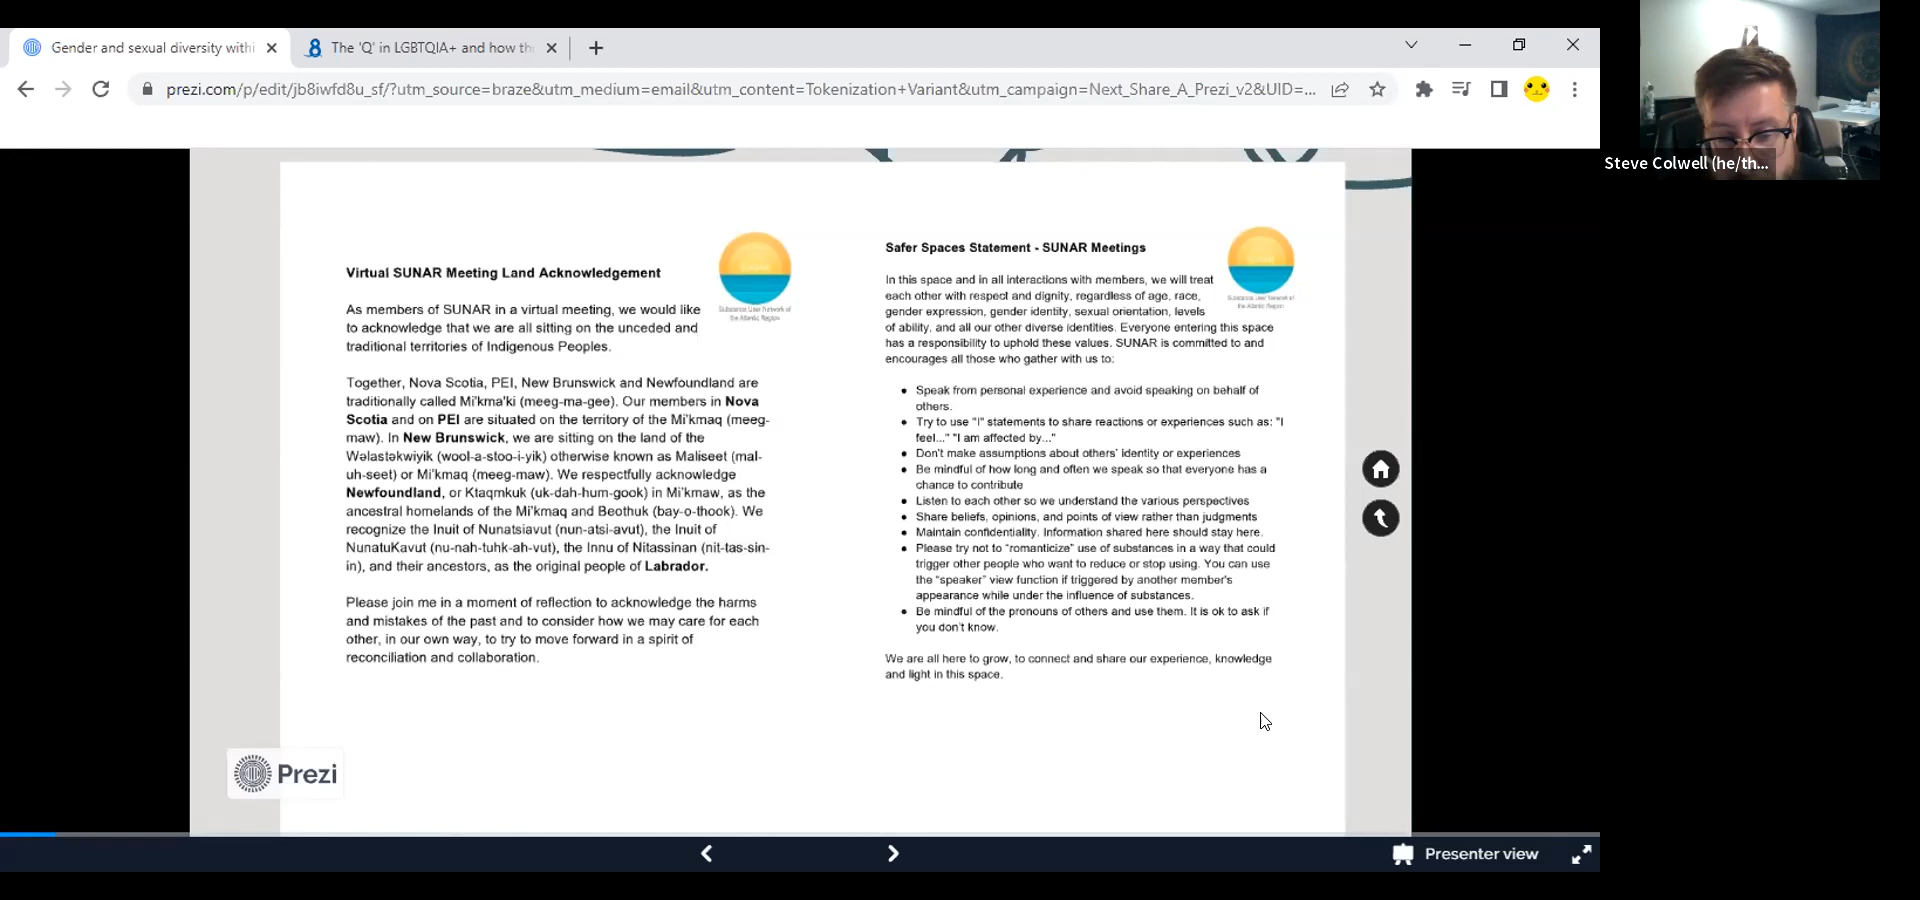 Gender and sexual diversity withi
The 'Q' in LGBTQIA+ and how the
prezi.com/p/edit/jb8iwfd8u_sf/?utm_source=braze&utm_medium=email&utm_content=Tokenization+Variant&utm_campaign=Next_Share_A_Prezi_v2&UID=...
Steve Colwell (he/th...
Virtual SUNAR Meeting Land Acknowledgement
Substance User Network of
the Atlantic Region
As members of SUNAR in a virtual meeting, we would like
to acknowledge that we are all sitting on the unceded and
traditional territories of Indigenous Peoples.
Together, Nova Scotia, PEI, New Brunswick and Newfoundland are
traditionally called Mi'kma'ki (meeg-ma-gee). Our members in Nova
Scotia and on PEI are situated on the territory of the Mi'kmaq (meeg-
maw). In New Brunswick, we are sitting on the land of the
Wəlastəkwiyik (wool-a-stoo-i-yik) otherwise known as Maliseet (mal-
uh-seet) or Mi'kmaq (meeg-maw). We respectfully acknowledge
Newfoundland, or Ktaqmkuk (uk-dah-hum-gook) in Mi'kmaw, as the
ancestral homelands of the Mi'kmaq and Beothuk (bay-o-thook). We
recognize the Inuit of Nunatsiavut (nun-atsi-avut), the Inuit of
NunatuKavut (nu-nah-tuhk-ah-vut), the Innu of Nitassinan (nit-tas-sin-
in), and their ancestors, as the original people of Labrador.
Please join me in a moment of reflection to acknowledge the harms
and mistakes of the past and to consider how we may care for each
other, in our own way, to try to move forward in a spirit of
reconciliation and collaboration.
Safer Spaces Statement - SUNAR Meetings
Substance User Network of
the Atlantic Region
In this space and in all interactions with members, we will treat
each other with respect and dignity, regardless of age, race,
gender expression, gender identity, sexual orientation, levels
of ability, and all our other diverse identities. Everyone entering this space
has a responsibility to uphold these values. SUNAR is committed to and
encourages all those who gather with us to:
• Speak from personal experience and avoid speaking on behalf of
others.
• Try to use "I" statements to share reactions or experiences such as: "I
feel..." "I am affected by..."
• Don't make assumptions about others' identity or experiences
• Be mindful of how long and often we speak so that everyone has a
chance to contribute
• Listen to each other so we understand the various perspectives
• Share beliefs, opinions, and points of view rather than judgments
• Maintain confidentiality. Information shared here should stay here.
• Please try not to "romanticize" use of substances in a way that could
trigger other people who want to reduce or stop using. You can use
the "speaker" view function if triggered by another member's
appearance while under the influence of substances.
• Be mindful of the pronouns of others and use them. It is ok to ask if
you don't know.
We are all here to grow, to connect and share our experience, knowledge
and light in this space.
Prezi
Presenter view